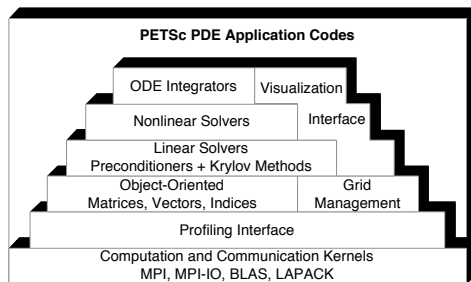 PETSc PDE Application Codes
ODE Integrators
Visualization
Nonlinear Solvers
Interface
Linear Solvers
Preconditioners + Krylov Methods
Object-Oriented
Matrices, Vectors, Indices
Grid
Management
Profiling Interface
Computation and Communication Kernels
MPI, MPI-IO, BLAS, LAPACK